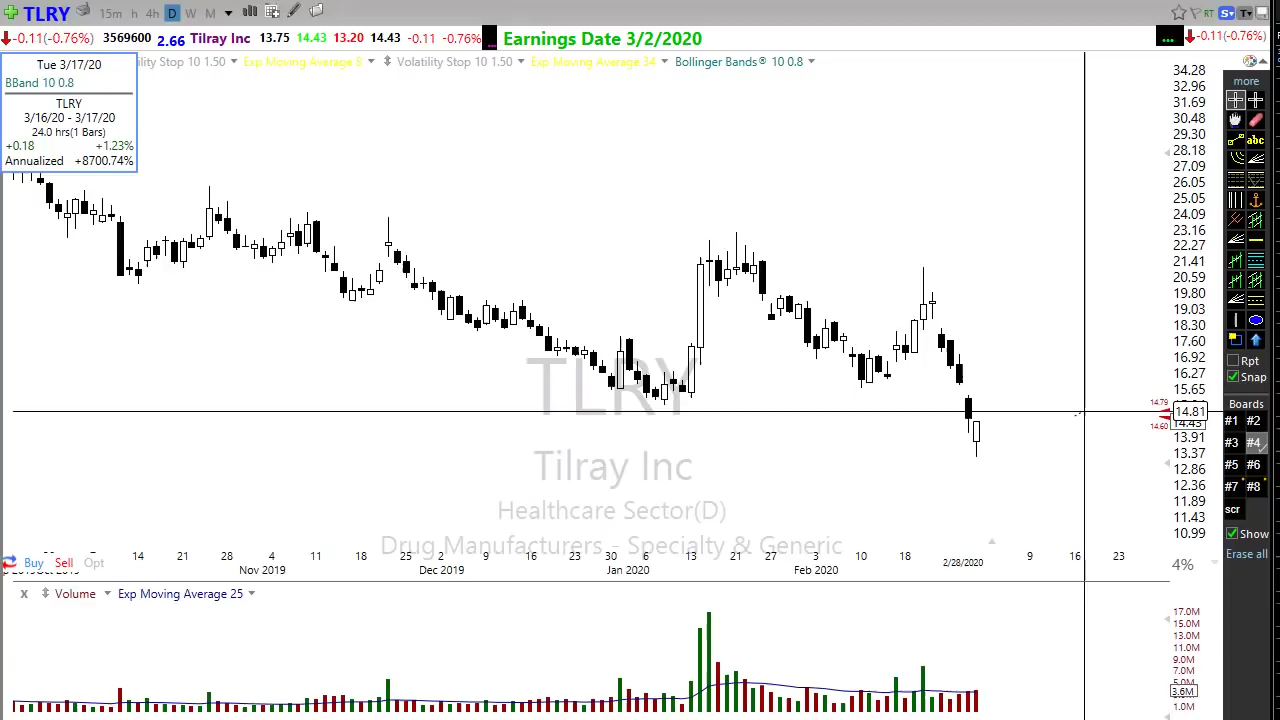 TLRY 15m h 4h D W M RT S T
-0.11(-0.76%) 3569600 2.66 Tilray Inc 13.75 14.43 13.20 14.43 -0.11 -0.76% Earnings Date 3/2/2020 ... -0.11(-0.76%)
Tue 3/17/20
BBand 10 0.8
TLRY
3/16/20 - 3/17/20
24.0 hrs(1 Bars)
+0.18 +1.23%
Annualized +8700.74%
ility Stop 10 1.50 Exp Moving Average 8 Volatility Stop 10 1.50 Exp Moving Average 34 Bollinger Bands® 10 0.8
34.28
32.96
31.69
30.48
29.30
28.18
27.09
26.05
25.05
24.09
23.16
22.27
21.41
20.59
19.80
19.03
18.30
17.60
16.92
16.27
15.65
14.79
14.81
14.60
14.43
13.91
13.37
12.86
12.36
11.89
11.43
10.99
more
abc
Rpt
Snap
Boards
#1 #2
#3 #4
#5 #6
#7 #8
scr
Show
Erase all
TLRY
Tilray Inc
Healthcare Sector(D)
Drug Manufacturers - Specialty & Generic
14 21 28 4 11 18 25 2 9 16 23 30 6 13 21 27 3 10 18 9 16 23
Nov 2019 Dec 2019 Jan 2020 Feb 2020 2/28/2020
Buy Sell Opt
4%
x Volume Exp Moving Average 25
17.0M
15.0M
13.0M
11.0M
9.0M
7.0M
3.6M
1.0M